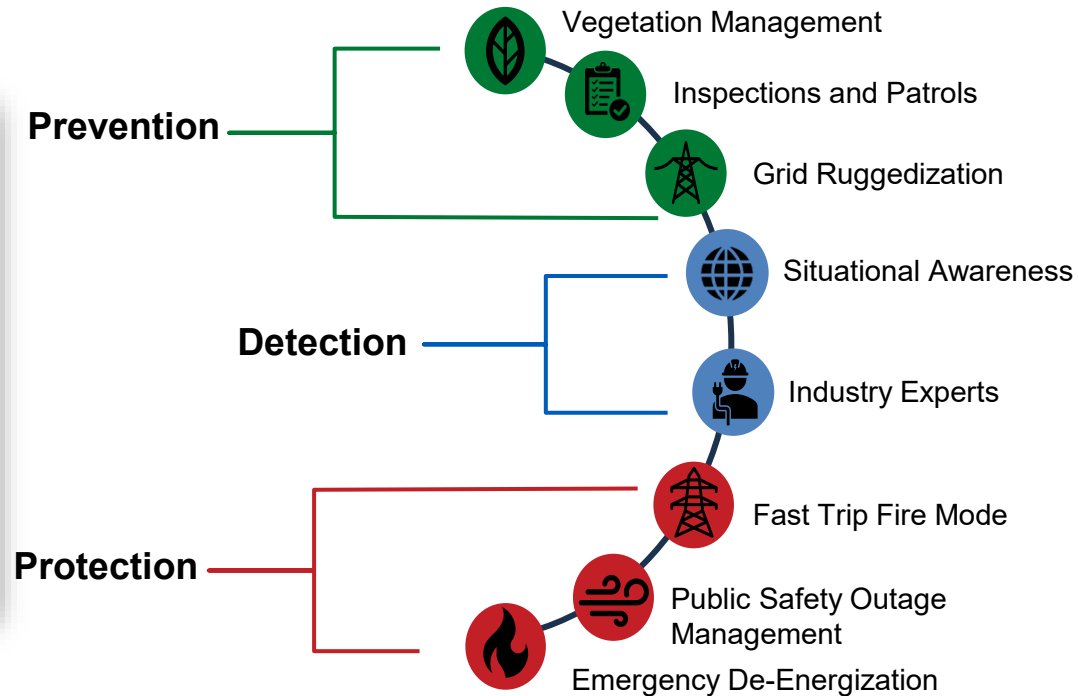 Vegetation Management
Inspections and Patrols
Prevention
Grid Ruggedization
Situational Awareness
Detection
Industry Experts
Fast Trip Fire Mode
Protection
Public Safety Outage
Management
Emergency De-Energization